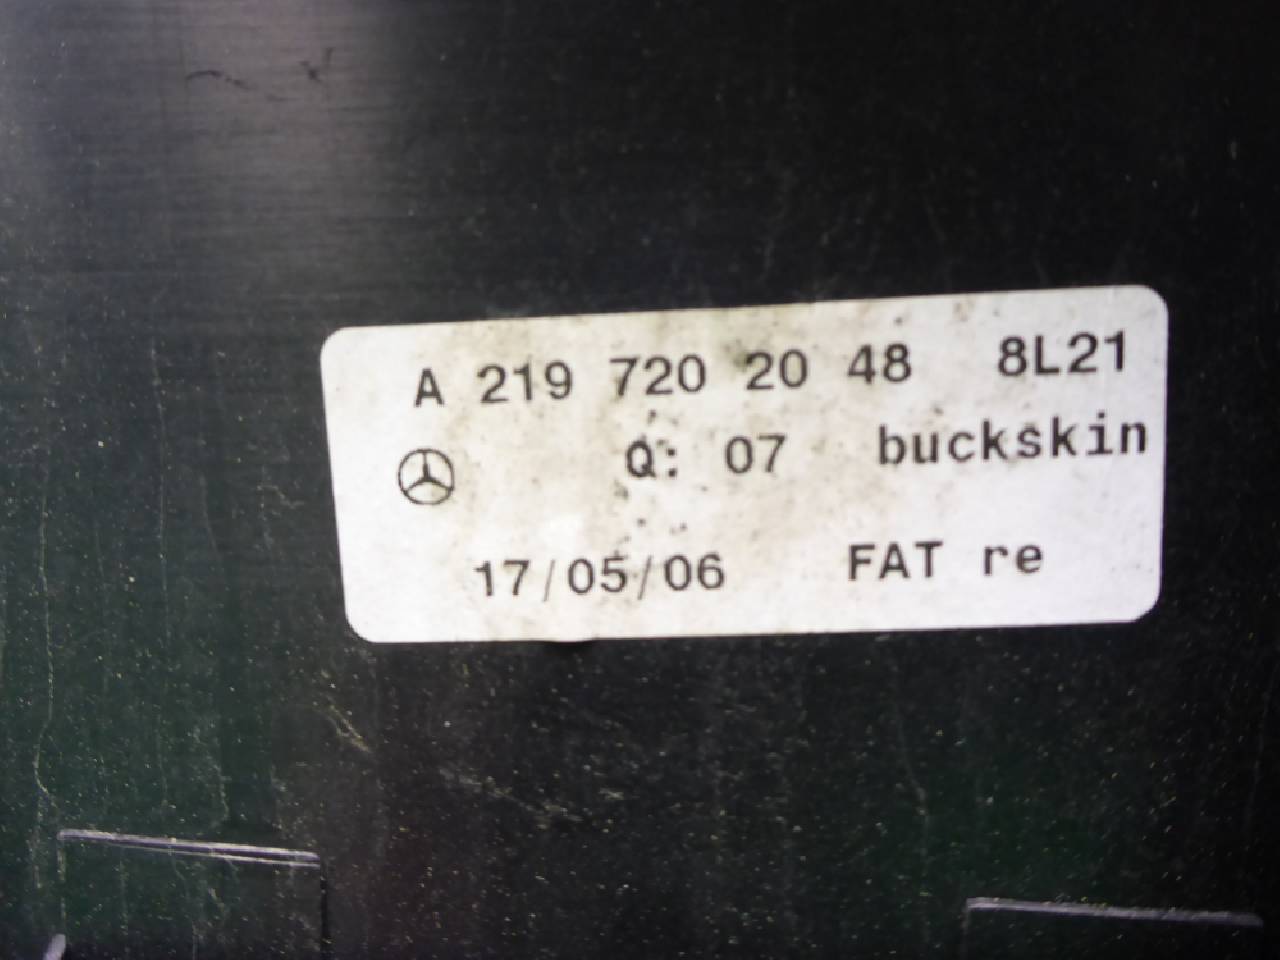 A 219 720 20 48 8L21
Q: 07 buckskin
17/05/06 FAT re